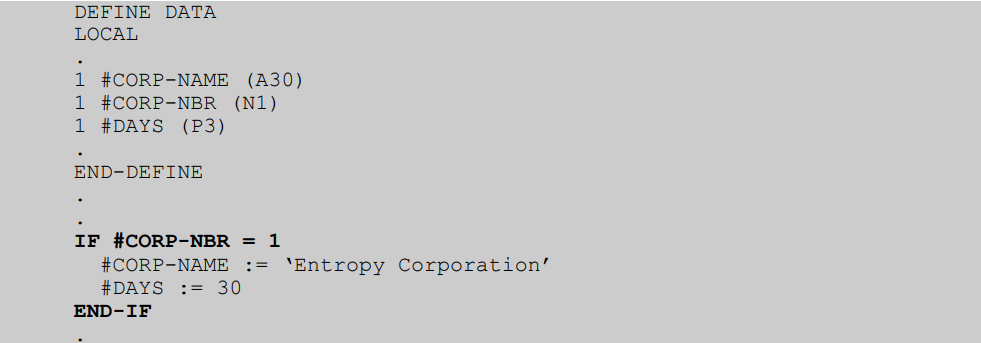 DEFINE DATA
LOCAL
.
1 #CORP-NAME (A30)
1 #CORP-NBR (N1)
1 #DAYS (P3)
.
END-DEFINE
.
.
IF #CORP-NBR = 1
#CORP-NAME := ‘Entropy Corporation’
#DAYS := 30
END-IF
.